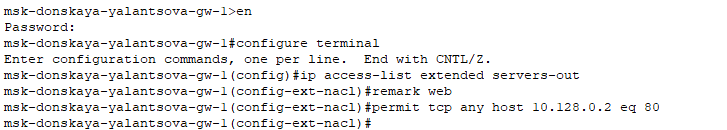 msk-donskaya-yalantsova-gw-1>en
Password:
msk-donskaya-yalantsova-gw-1#configure terminal
Enter configuration commands, one per line.  End with CNTL/Z.
msk-donskaya-yalantsova-gw-1(config)#ip access-list extended servers-out
msk-donskaya-yalantsova-gw-1(config-ext-nacl)#remark web
msk-donskaya-yalantsova-gw-1(config-ext-nacl)#permit tcp any host 10.128.0.2 eq 80
msk-donskaya-yalantsova-gw-1(config-ext-nacl)#